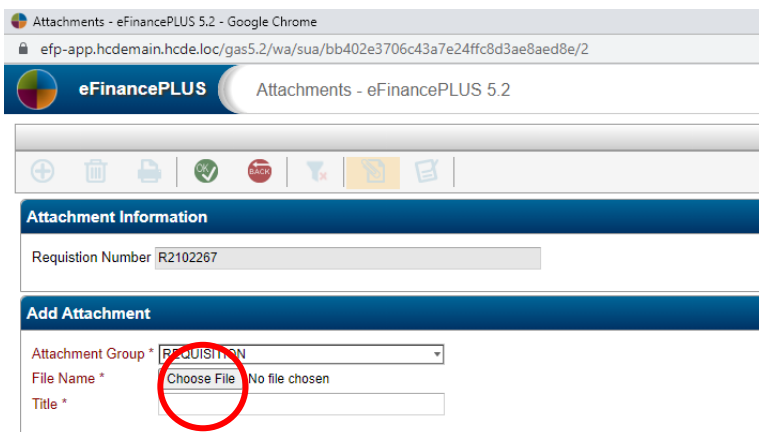 Attachments - eFinancePLUS 5.2 - Google Chrome
efp-app.hcdemain.hcde.loc/gas5.2/wa/sua/bb402e3706c43a7e24ffc8d3ae8aed8e/2
eFinancePLUS Attachments - eFinancePLUS 5.2
OK BACK
Attachment Information
Requistion Number R2102267
Add Attachment
Attachment Group * REQUISITION
File Name * Choose File No file chosen
Title *